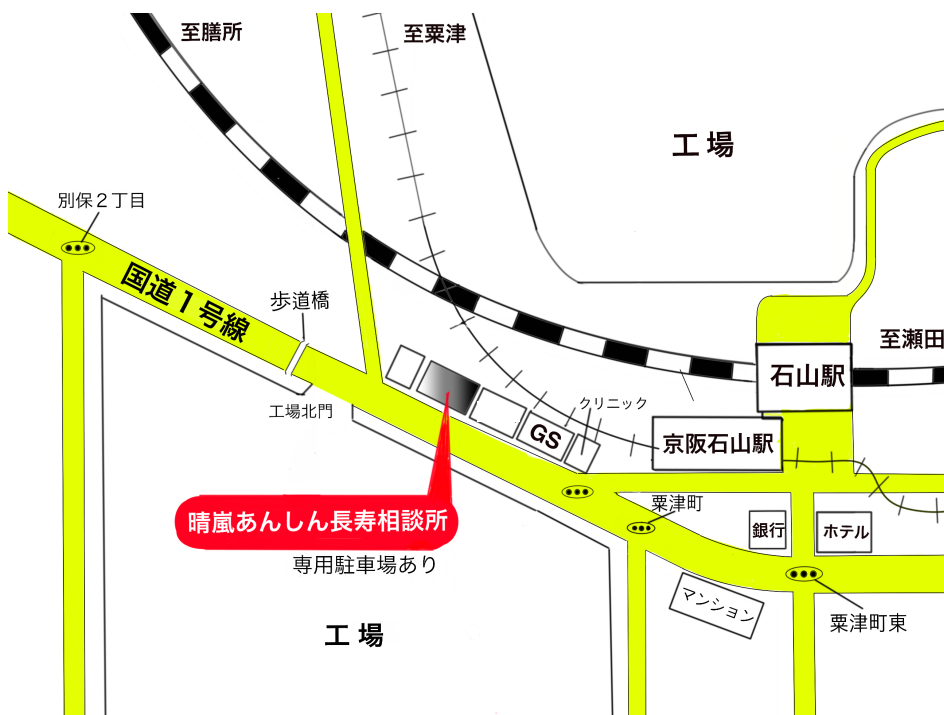 至膳所
至粟津
工場
別保２丁目
国道１号線
歩道橋
至瀬田
石山駅
工場北門
クリニック
GS
京阪石山駅
晴嵐あんしん長寿相談所
専用駐車場あり
粟津町
銀行
ホテル
マンション
粟津町東
工場